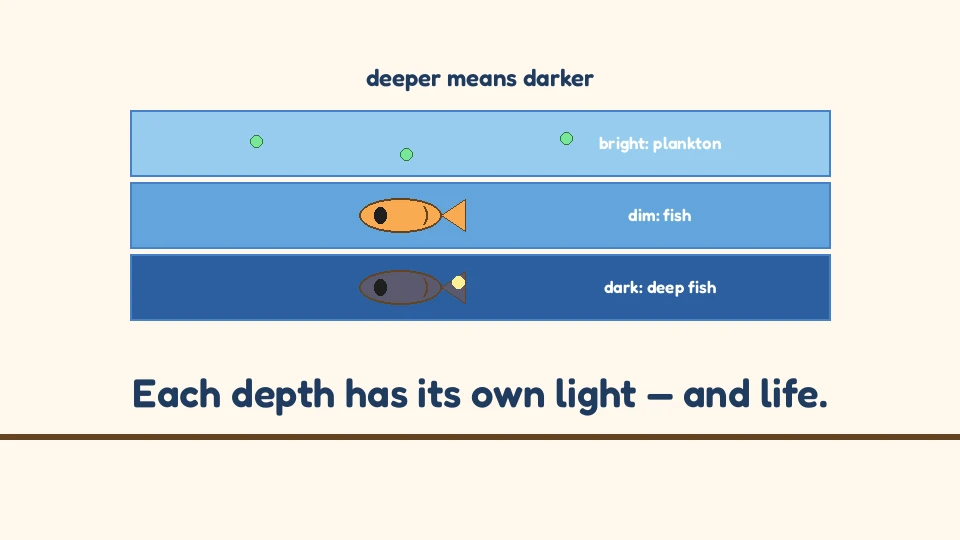 deeper means darker
bright: plankton
dim: fish
dark: deep fish
Each depth has its own light — and life.